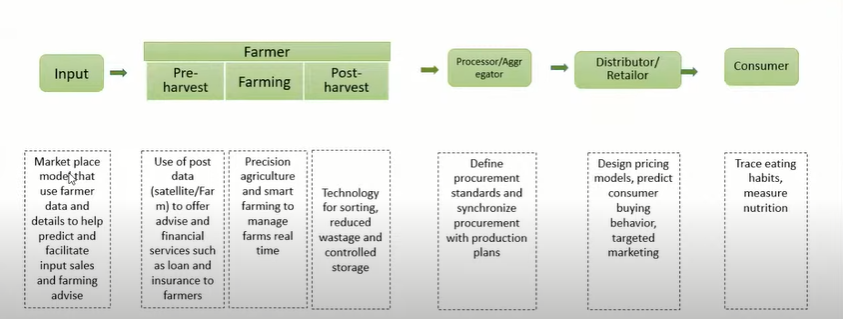 Input
Farmer
Pre-
harvest
Farming
Post-
harvest
Processor/Aggr
egator
Distributor/
Retailor
Consumer
Market place
model that
use farmer
data and
details to help
predict and
facilitate
input sales
and farming
advise
Use of post
data
(satellite/Far
m) to offer
advise and
financial
services such
as loan and
insurance to
farmers
Precision
agriculture
and smart
farming to
manage
farms real
time
Technology
for sorting,
reduced
wastage and
controlled
storage
Define
procurement
standards and
synchronize
procurement
with production
plans
Design pricing
models, predict
consumer
buying
behavior,
targeted
marketing
Trace eating
habits,
measure
nutrition